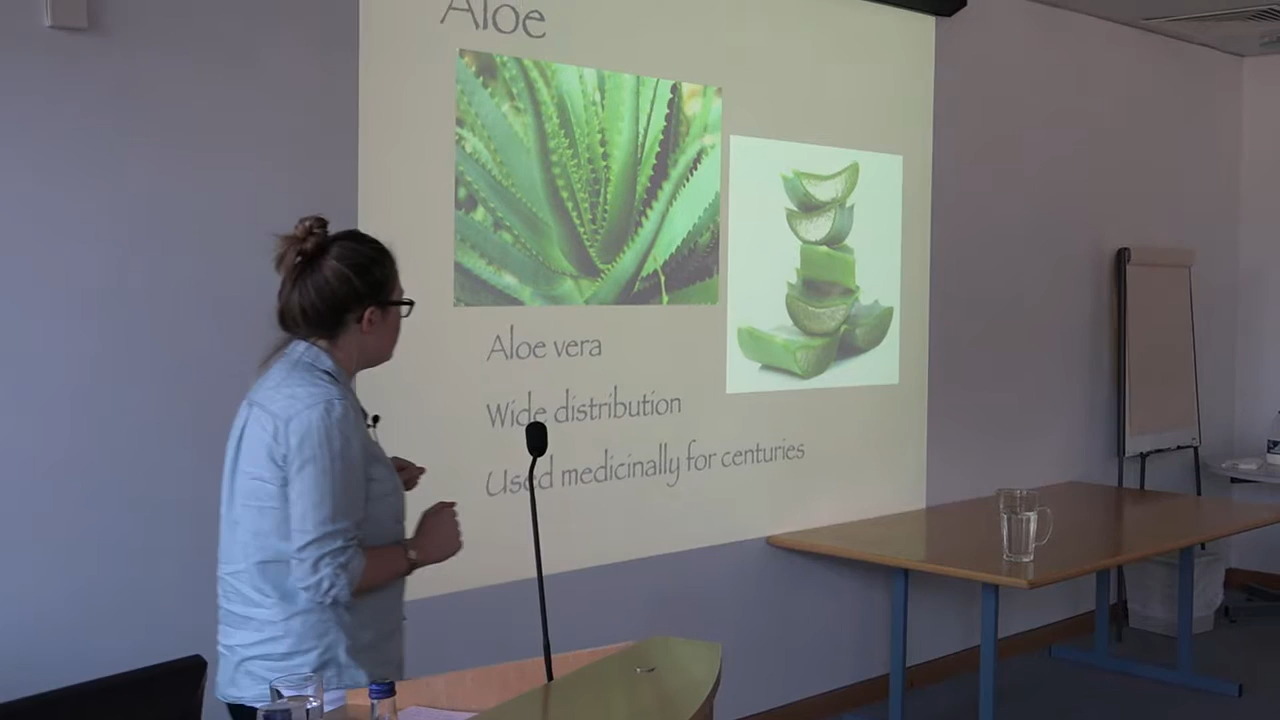 Aloe
Aloe vera
Wide distribution
Used medicinally for centuries